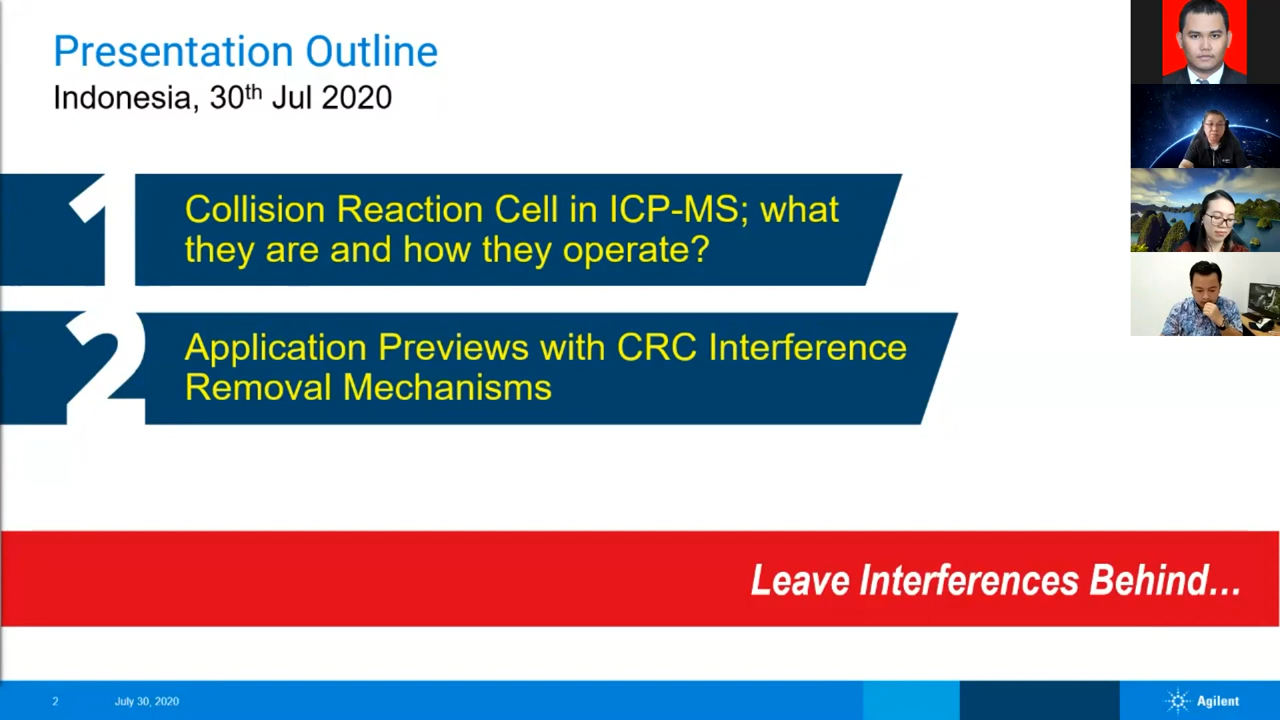 Presentation Outline
Indonesia, 30th Jul 2020
1
Collision Reaction Cell in ICP-MS; what
they are and how they operate?
2
Application Previews with CRC Interference
Removal Mechanisms
Leave Interferences Behind...
2
July 30, 2020
Agilent